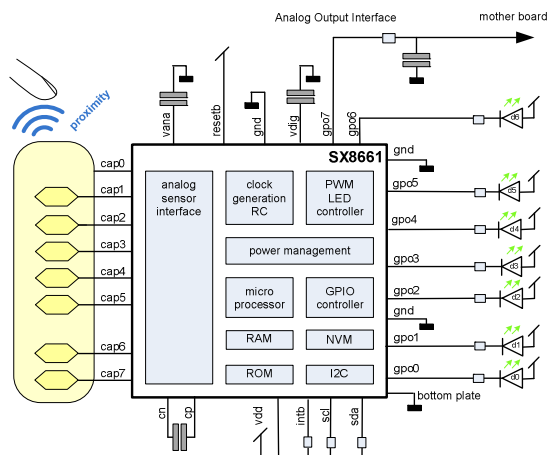 Analog Output Interface
mother board
proximity
vana
resetb
gnd
vdig
gpo7
gpo6
d6
SX8661
gnd
cap0
cap1
cap2
cap3
cap4
cap5
cap6
cap7
analog
sensor
interface
clock
generation
RC
PWM
LED
controller
power management
micro
processor
GPIO
controller
RAM
NVM
ROM
I2C
gpo5
d5
gpo4
d4
gpo3
d3
gpo2
d2
gnd
gpo1
d1
gpo0
d0
bottom plate
cn
cp
vdd
intb
scl
sda